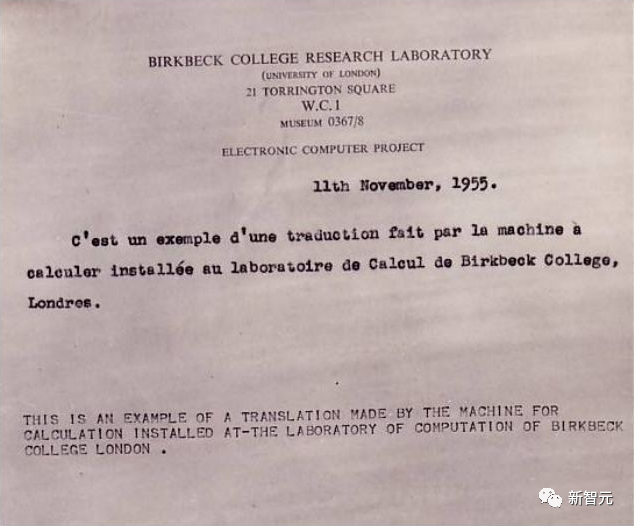 BIRKBECK COLLEGE RESEARCH LABORATORY
(UNIVERSITY OF LONDON)
21 TORRINGTON SQUARE
W.C.1
MUSEUM 0367/8
ELECTRONIC COMPUTER PROJECT
11th November, 1955.
C'est un exemple d'une traduction fait par la machine à
calculer installée au laboratoire de Calcul de Birkbeck College,
Londres.
THIS IS AN EXAMPLE OF A TRANSLATION MADE BY THE MACHINE FOR
CALCULATION INSTALLED AT-THE LABORATORY OF COMPUTATION OF BIRKBECK
COLLEGE LONDON .
新智元